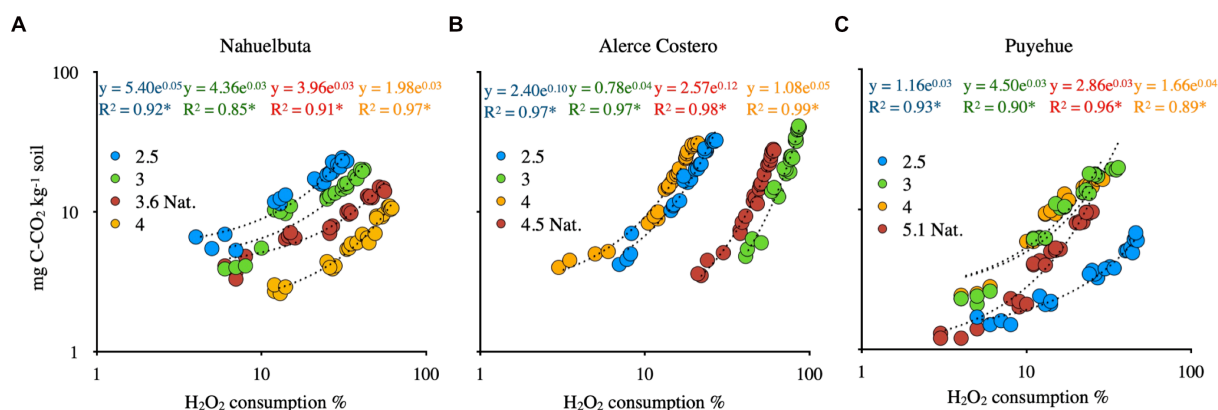 A
Nahuelbuta
y = 5.40e^0.05 y = 4.36e^0.03 y = 3.96e^0.03 y = 1.98e^0.03
R² = 0.92* R² = 0.85* R² = 0.91* R² = 0.97*
2.5
3
3.6 Nat.
4
mg C-CO₂ kg⁻¹ soil
100
10
1
1 10 100
H₂O₂ consumption %
B
Alerce Costero
y = 2.40e^0.10 y = 0.78e^0.04 y = 2.57e^0.12 y = 1.08e^0.05
R² = 0.97* R² = 0.97* R² = 0.98* R² = 0.99*
2.5
3
4
4.5 Nat.
1 10 100
H₂O₂ consumption %
C
Puyehue
y = 1.16e^0.03 y = 4.50e^0.03 y = 2.86e^0.03 y = 1.66e^0.04
R² = 0.93* R² = 0.90* R² = 0.96* R² = 0.89*
2.5
3
4
5.1 Nat.
1 10 100
H₂O₂ consumption %